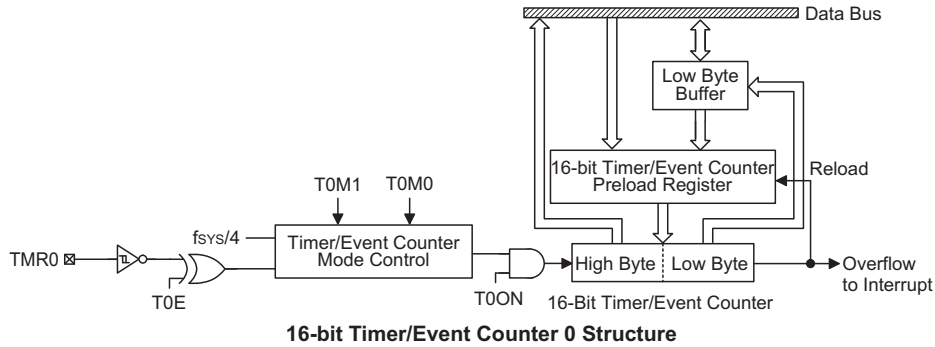 Data Bus
Low Byte
Buffer
16-bit Timer/Event Counter
Preload Register
Reload
T0M1
T0M0
fSYS/4
Timer/Event Counter
Mode Control
TMR0
T0E
T0ON
High Byte
Low Byte
Overflow
to Interrupt
16-Bit Timer/Event Counter
16-bit Timer/Event Counter 0 Structure